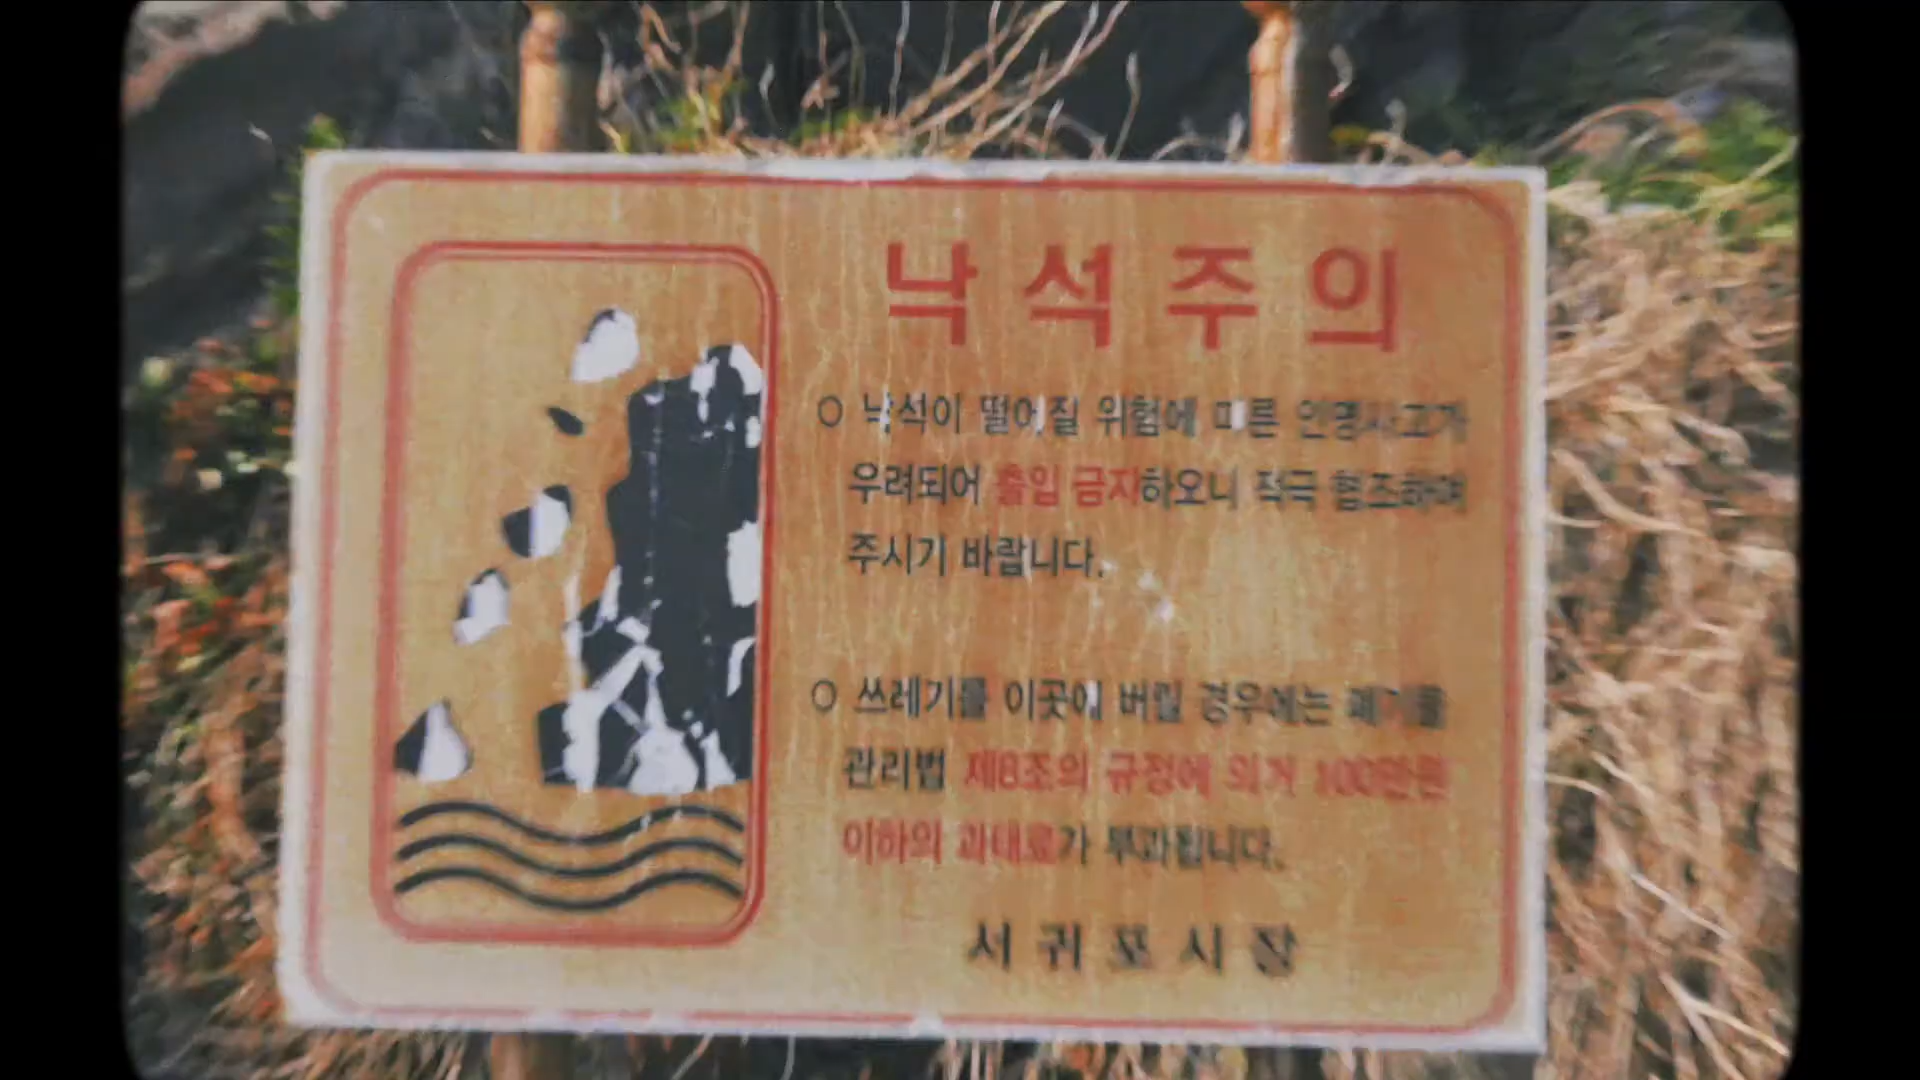 낙석주의
○ 낙석이 떨어질 위험에 따른 인명사고가
우려되어 출입 금지하오니 적극 협조하여
주시기 바랍니다.
○ 쓰레기를 이곳에 버릴 경우에는 폐기물
관리법 제8조의 규정에 의거 100만원
이하의 과태료가 부과됩니다.
서귀포시장